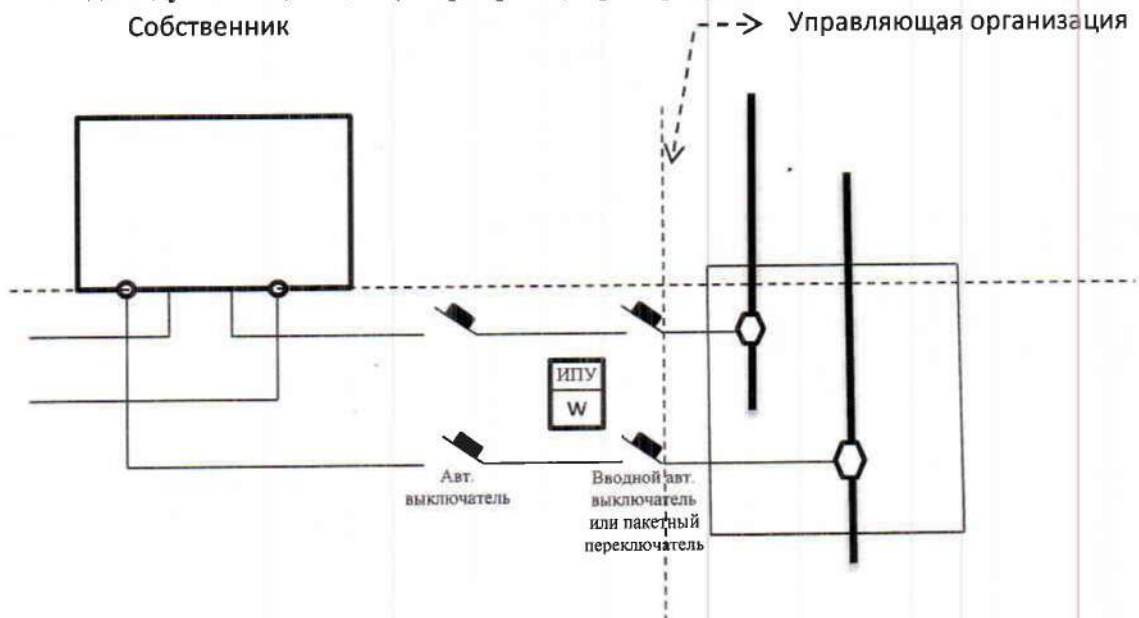 Собственник
Управляющая организация
ИПУ
W
Авт.
выключатель
Вводной авт.
выключатель
или пакетный
переключатель